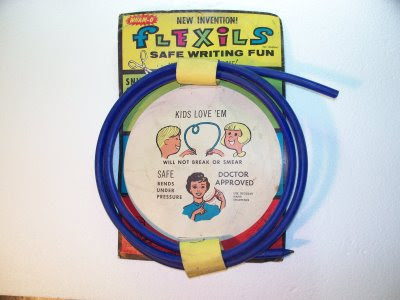 WHAM-O
NEW INVENTION!
FLEXILS
SAFE WRITING FUN
KIDS LOVE 'EM
WILL NOT BREAK OR SMEAR
SAFE
BENDS
UNDER
PRESSURE
DOCTOR
APPROVED